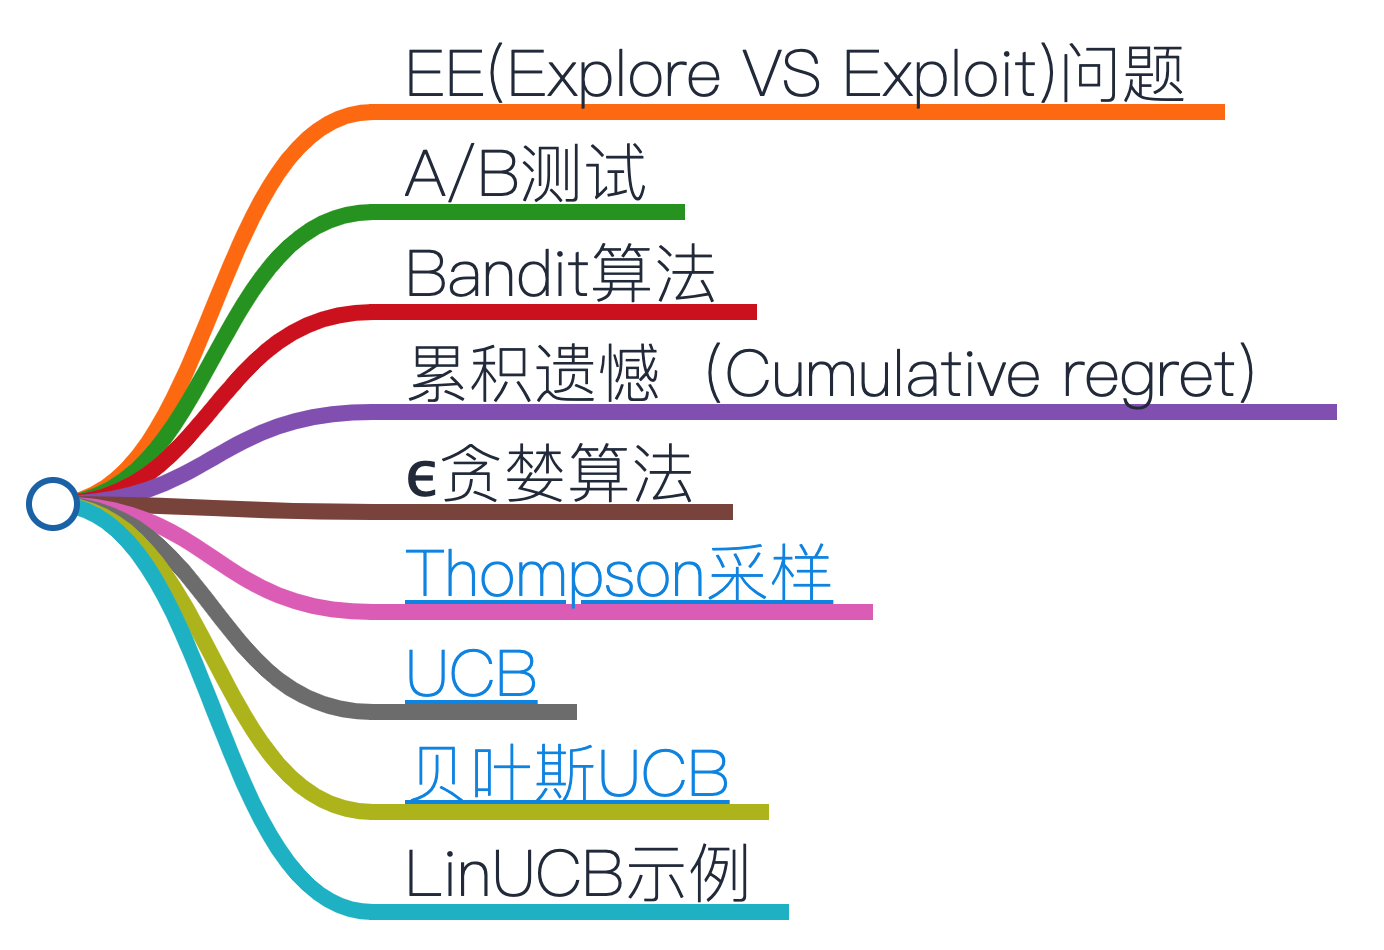 EE(Explore VS Exploit)问题
A/B测试
Bandit算法
累积遗憾（Cumulative regret）
ϵ贪婪算法
Thompson采样
UCB
贝叶斯UCB
LinUCB示例